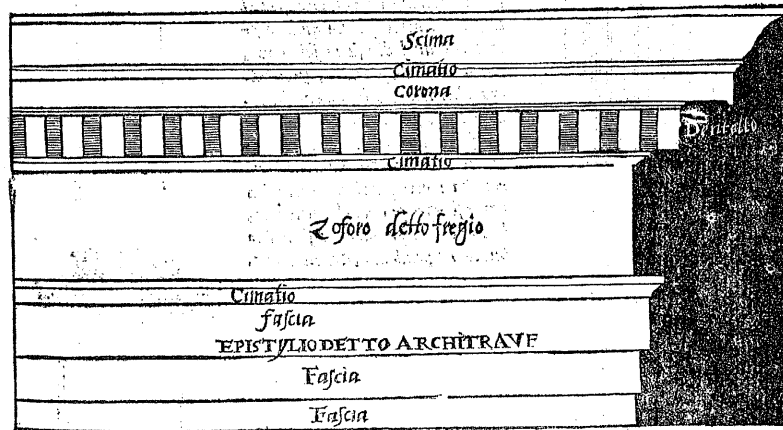 Scima
Cimatio
Corona
Dentello
Cimatio
Zoforo detto fregio
Cimatio
Fascia
EPISTYLIO DETTO ARCHITRAVE
Fascia
Fascia